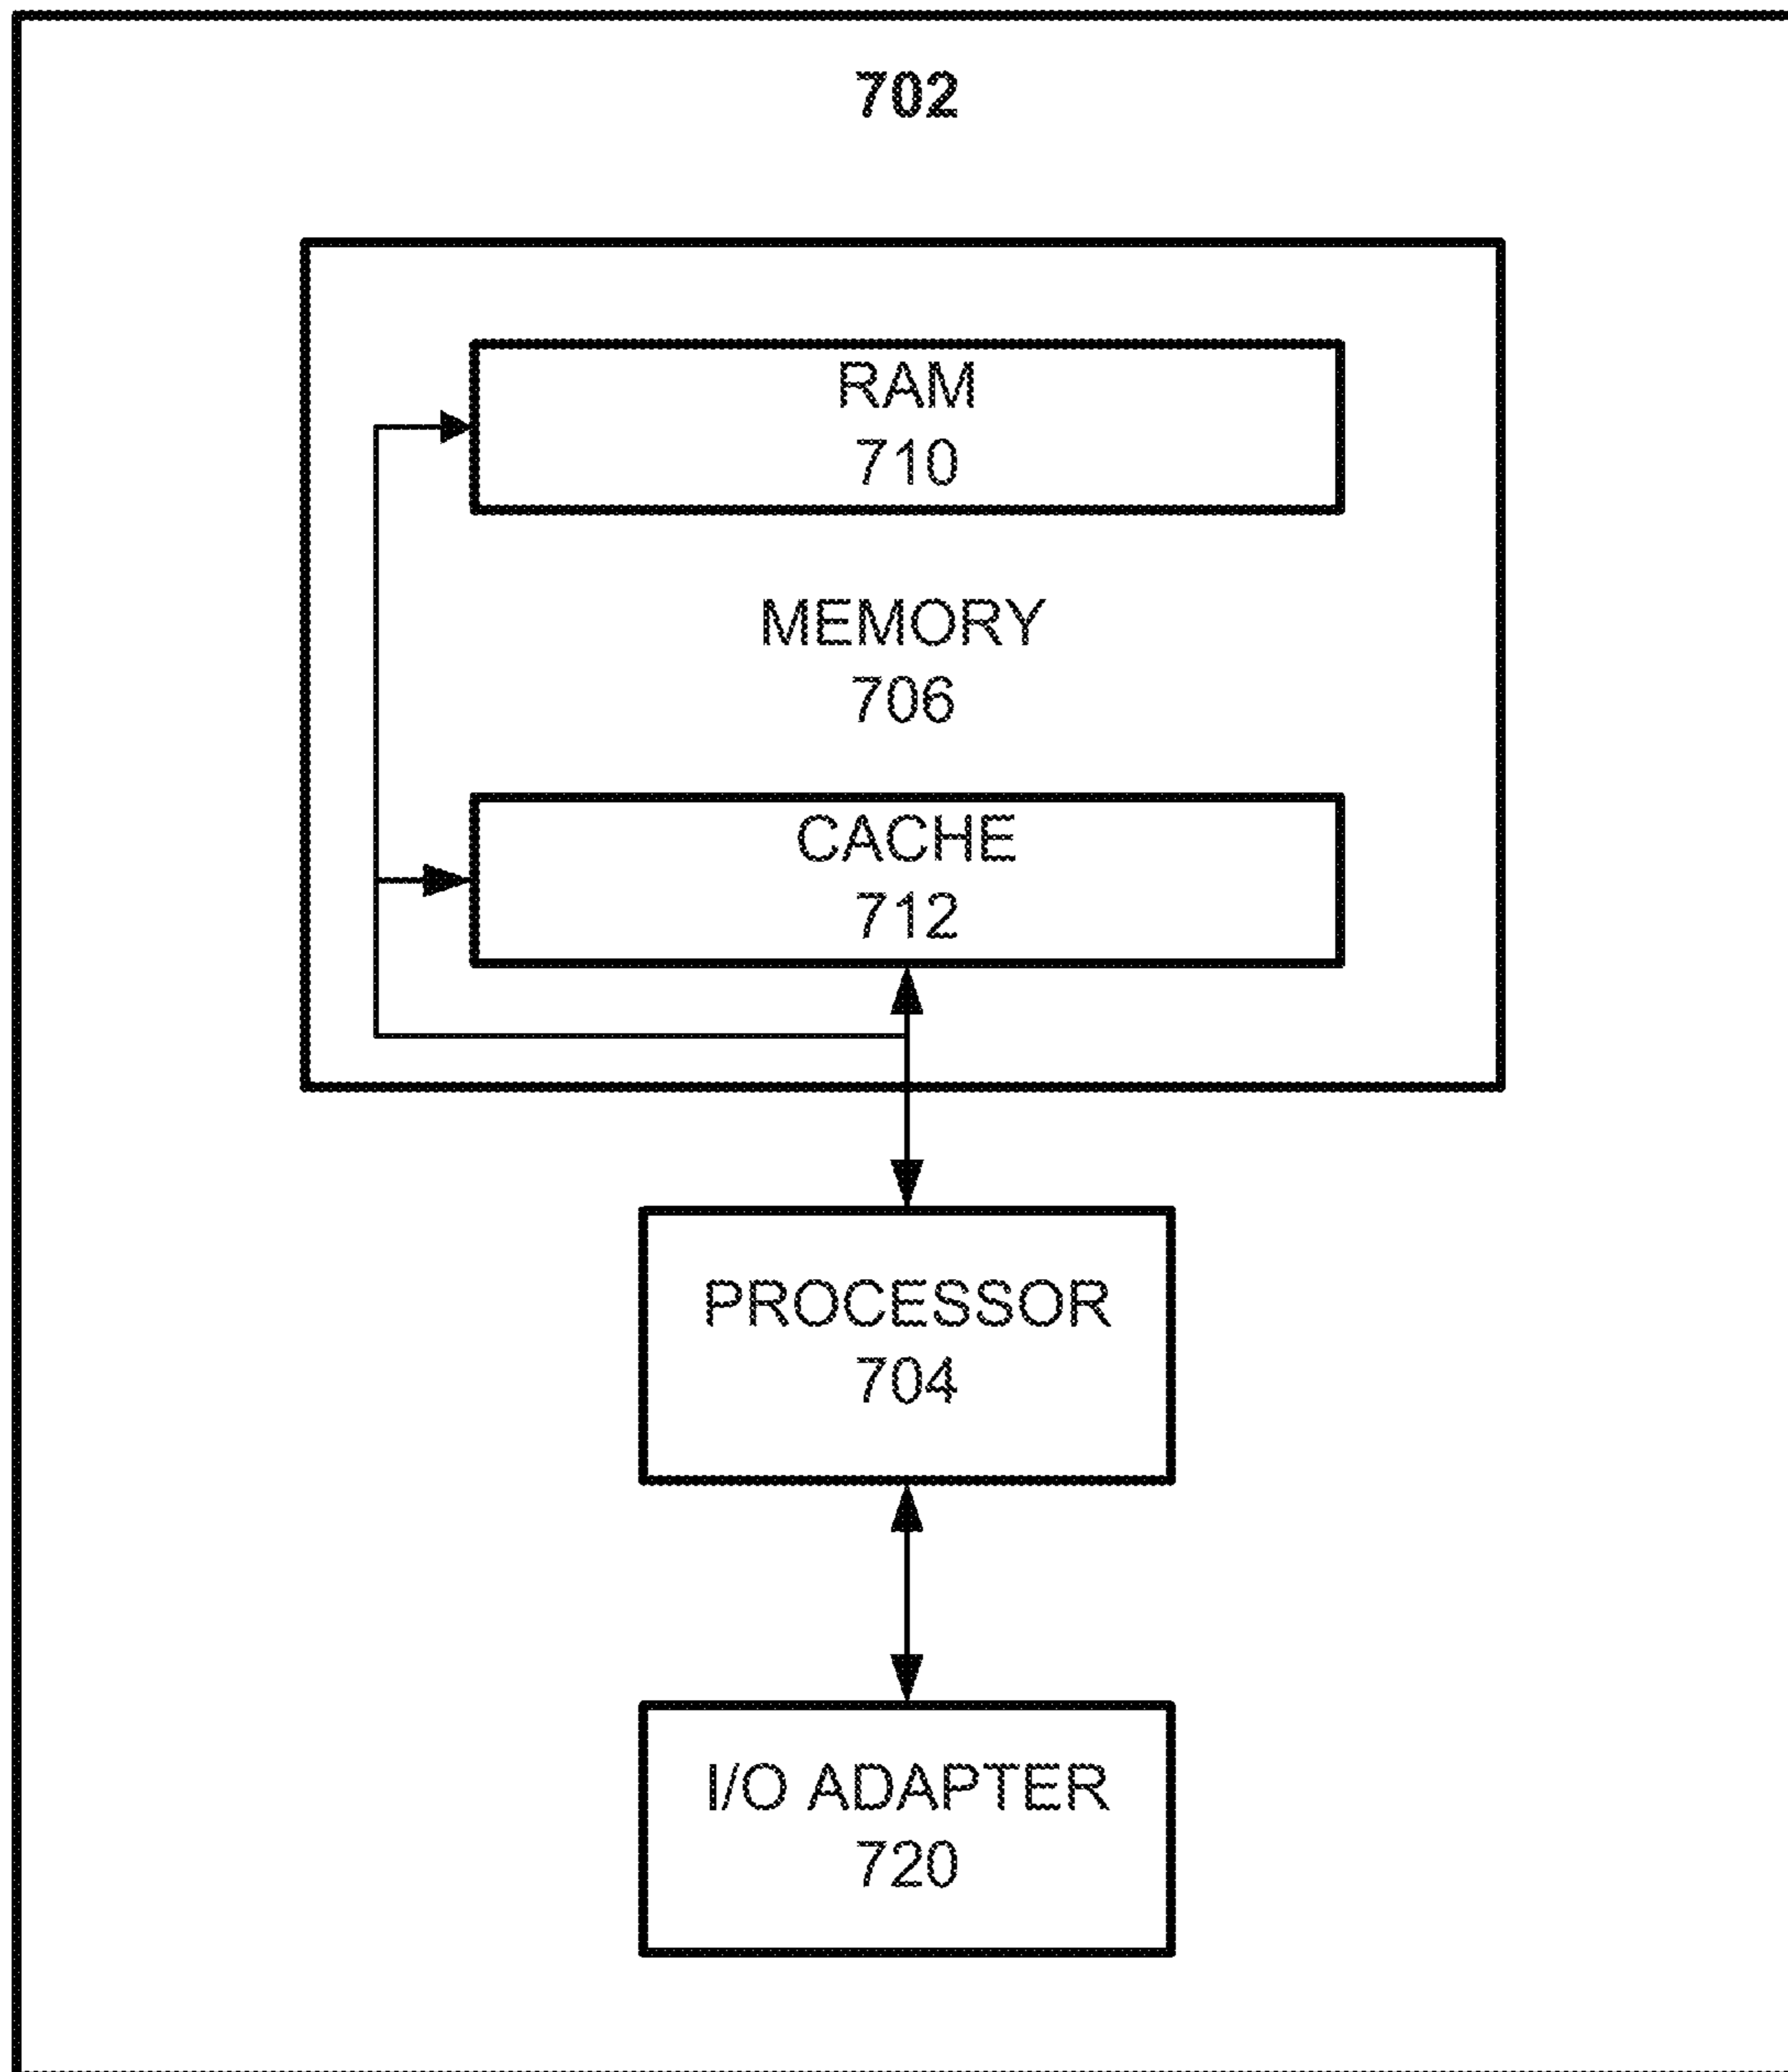 702
RAM
710
MEMORY
706
CACHE
712
PROCESSOR
704
I/O ADAPTER
720